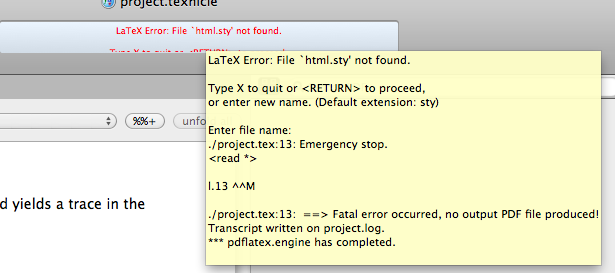 project.texnicle
LaTeX Error: File `html.sty' not found.
Type X to quit or <RETURN> to proceed,
LaTeX Error: File `html.sty' not found.
Type X to quit or <RETURN> to proceed,
or enter new name. (Default extension: sty)
%%+
unfo
Enter file name:
./project.tex:13: Emergency stop.
<read *>
l.13 ^^M
d yields a trace in the
./project.tex:13:  ==> Fatal error occurred, no output PDF file produced!
Transcript written on project.log.
*** pdflatex.engine has completed.